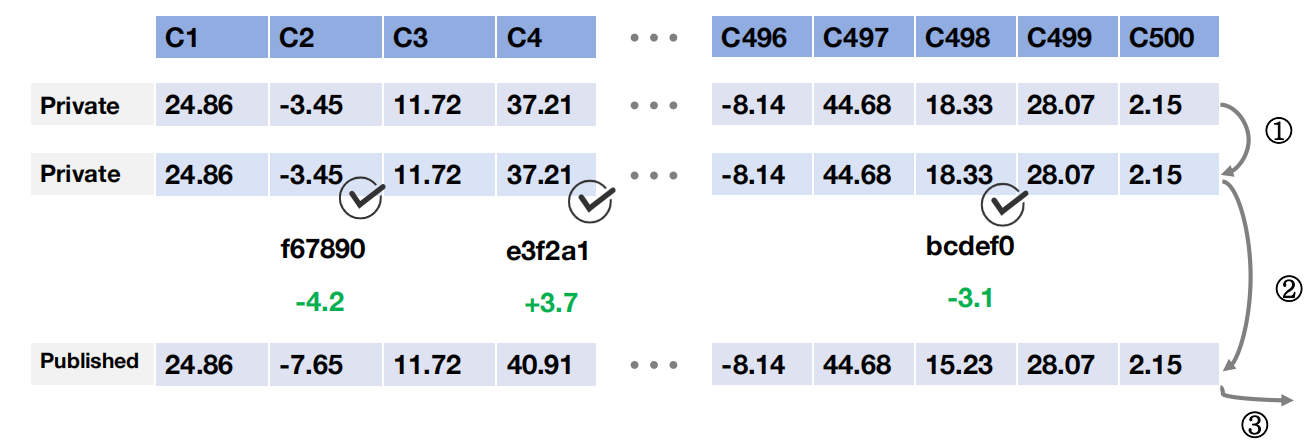 C1 C2 C3 C4 ••• C496 C497 C498 C499 C500
Private 24.86 -3.45 11.72 37.21 ••• -8.14 44.68 18.33 28.07 2.15
①
Private 24.86 -3.45 11.72 37.21 ••• -8.14 44.68 18.33 28.07 2.15
f67890 e3f2a1 bcdef0
-4.2 +3.7 -3.1
②
Published 24.86 -7.65 11.72 40.91 ••• -8.14 44.68 15.23 28.07 2.15
③